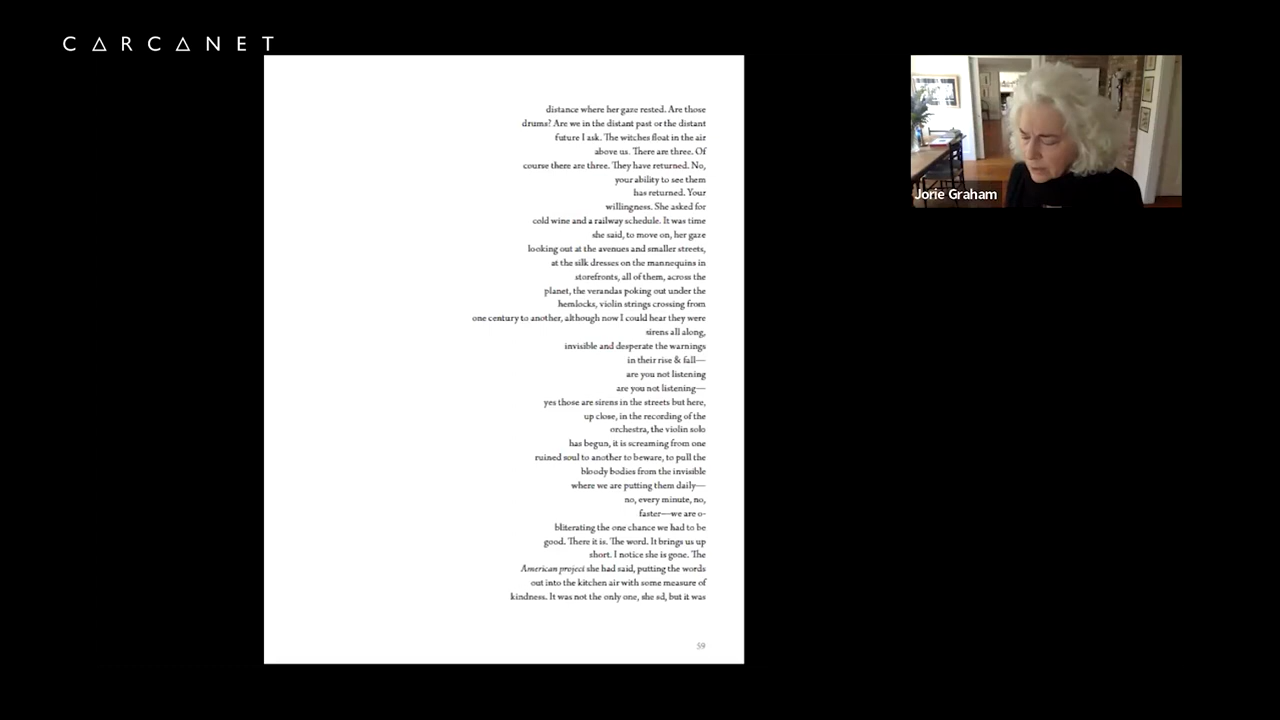 CARCANET
distance where her gaze rested. Are those
drums? Are we in the distant past or the distant
future I ask. The witches float in the air
above us. There are three. Of
course there are three. They have returned. No,
your ability to see them
has returned. Your
willingness. She asked for
cold wine and a railway schedule. It was time
she said, to move on, her gaze
looking out at the avenues and smaller streets,
at the silk dresses on the mannequins in
storefronts, all of them, across the
planet, the verandas poking out under the
hemlocks, violin strings crossing from
one century to another, although now I could hear they were
sirens all along,
invisible and desperate the warnings
in their rise & fall—
are you not listening
are you not listening—
yes those are sirens in the streets but here,
up close, in the recording of the
orchestra, the violin solo
has begun, it is screaming from one
ruined soul to another to beware, to pull the
bloody bodies from the invisible
where we are putting them daily—
no, every minute, no,
faster—we are o-
bliterating the one chance we had to be
good. There it is. The word. It brings us up
short. I notice she is gone. The
American project she had said, putting the words
out into the kitchen air with some measure of
kindness. It was not the only one, she sd, but it was
59
Jorie Graham